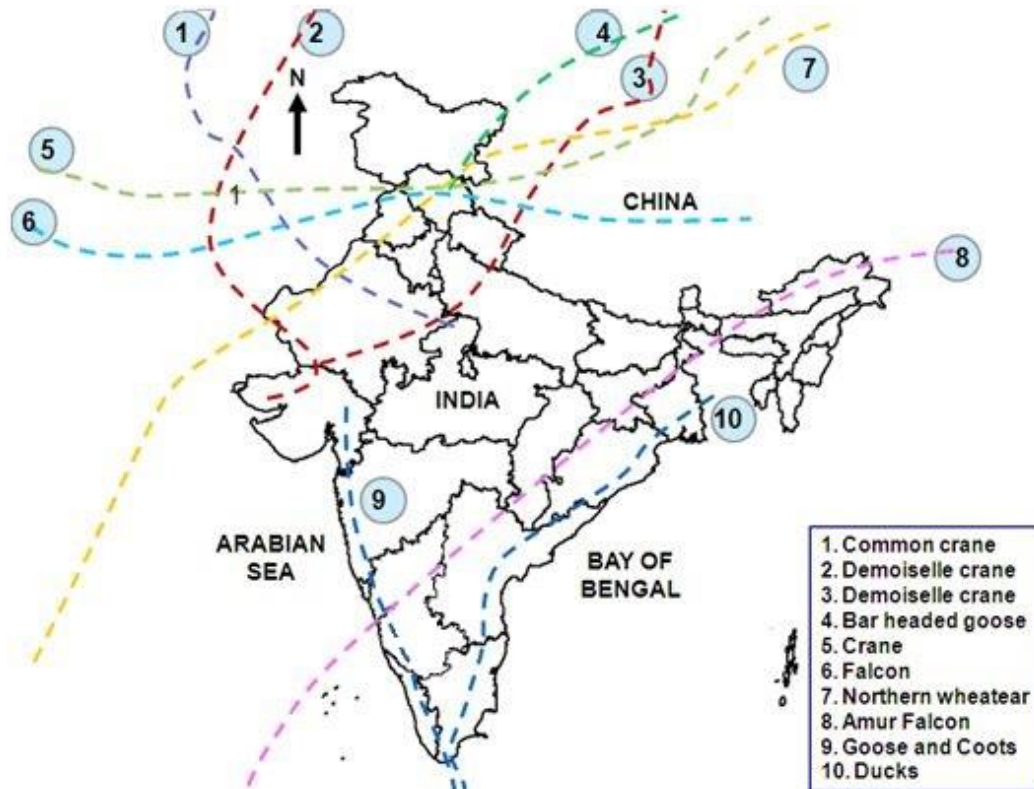 1
2
4
7
N
3
5
1
CHINA
6
8
INDIA
10
9
ARABIAN
SEA
BAY OF
BENGAL
1. Common crane
2. Demoiselle crane
3. Demoiselle crane
4. Bar headed goose
5. Crane
6. Falcon
7. Northern wheatear
8. Amur Falcon
9. Goose and Coots
10. Ducks